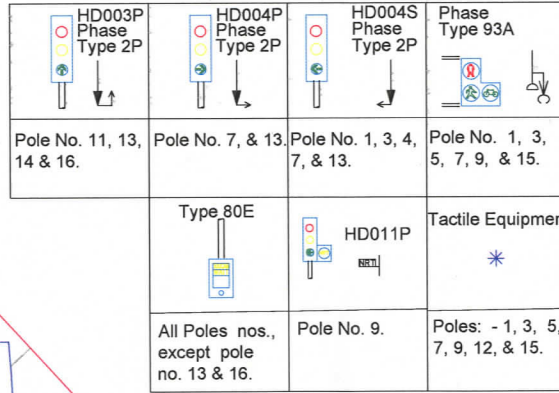 HD003P
Phase
Type 2P
Pole No. 11, 13,
14 & 16.
HD004P
Phase
Type 2P
Pole No. 7, & 13.
HD004S
Phase
Type 2P
Pole No. 1, 3, 4,
7, & 13.
Phase
Type 93A
Pole No. 1, 3,
5, 7, 9, & 15.
Type 80E
All Poles nos.,
except pole
no. 13 & 16.
HD011P
NRTL
Pole No. 9.
Tactile Equipmen
Poles: - 1, 3, 5,
7, 9, 12, & 15.